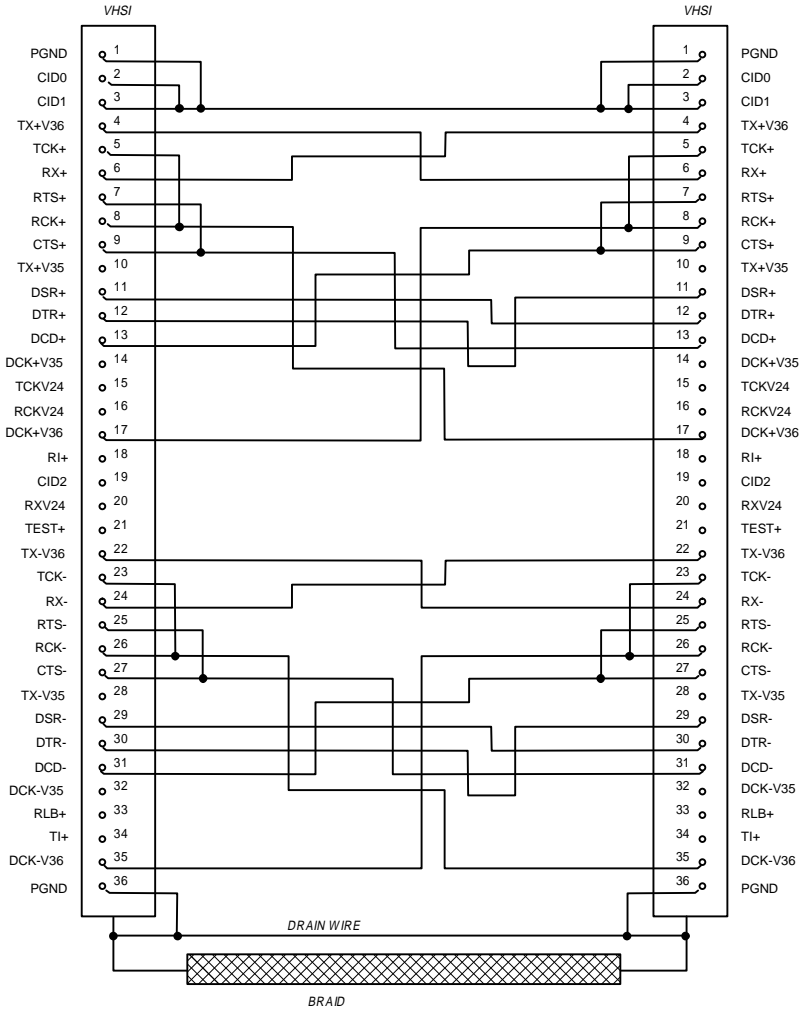 VHSI VHSI
PGND 1 1 PGND
CID0 2 2 CID0
CID1 3 3 CID1
TX+V36 4 4 TX+V36
TCK+ 5 5 TCK+
RX+ 6 6 RX+
RTS+ 7 7 RTS+
RCK+ 8 8 RCK+
CTS+ 9 9 CTS+
TX+V35 10 10 TX+V35
DSR+ 11 11 DSR+
DTR+ 12 12 DTR+
DCD+ 13 13 DCD+
DCK+V35 14 14 DCK+V35
TCKV24 15 15 TCKV24
RCKV24 16 16 RCKV24
DCK+V36 17 17 DCK+V36
RI+ 18 18 RI+
CID2 19 19 CID2
RXV24 20 20 RXV24
TEST+ 21 21 TEST+
TX-V36 22 22 TX-V36
TCK- 23 23 TCK-
RX- 24 24 RX-
RTS- 25 25 RTS-
RCK- 26 26 RCK-
CTS- 27 27 CTS-
TX-V35 28 28 TX-V35
DSR- 29 29 DSR-
DTR- 30 30 DTR-
DCD- 31 31 DCD-
DCK-V35 32 32 DCK-V35
RLB+ 33 33 RLB+
TI+ 34 34 TI+
DCK-V36 35 35 DCK-V36
PGND 36 36 PGND
DRAIN WIRE
BRAID